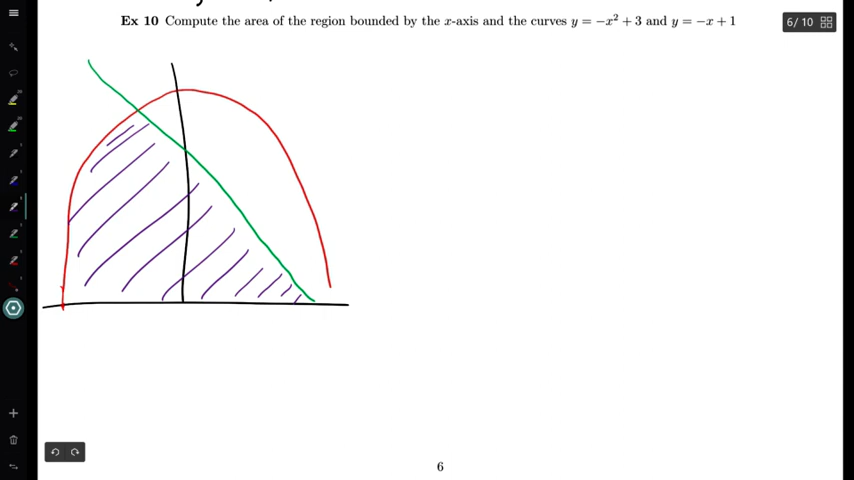 Ex 10 Compute the area of the region bounded by the x-axis and the curves y = −x² + 3 and y = −x + 1
6/10
6